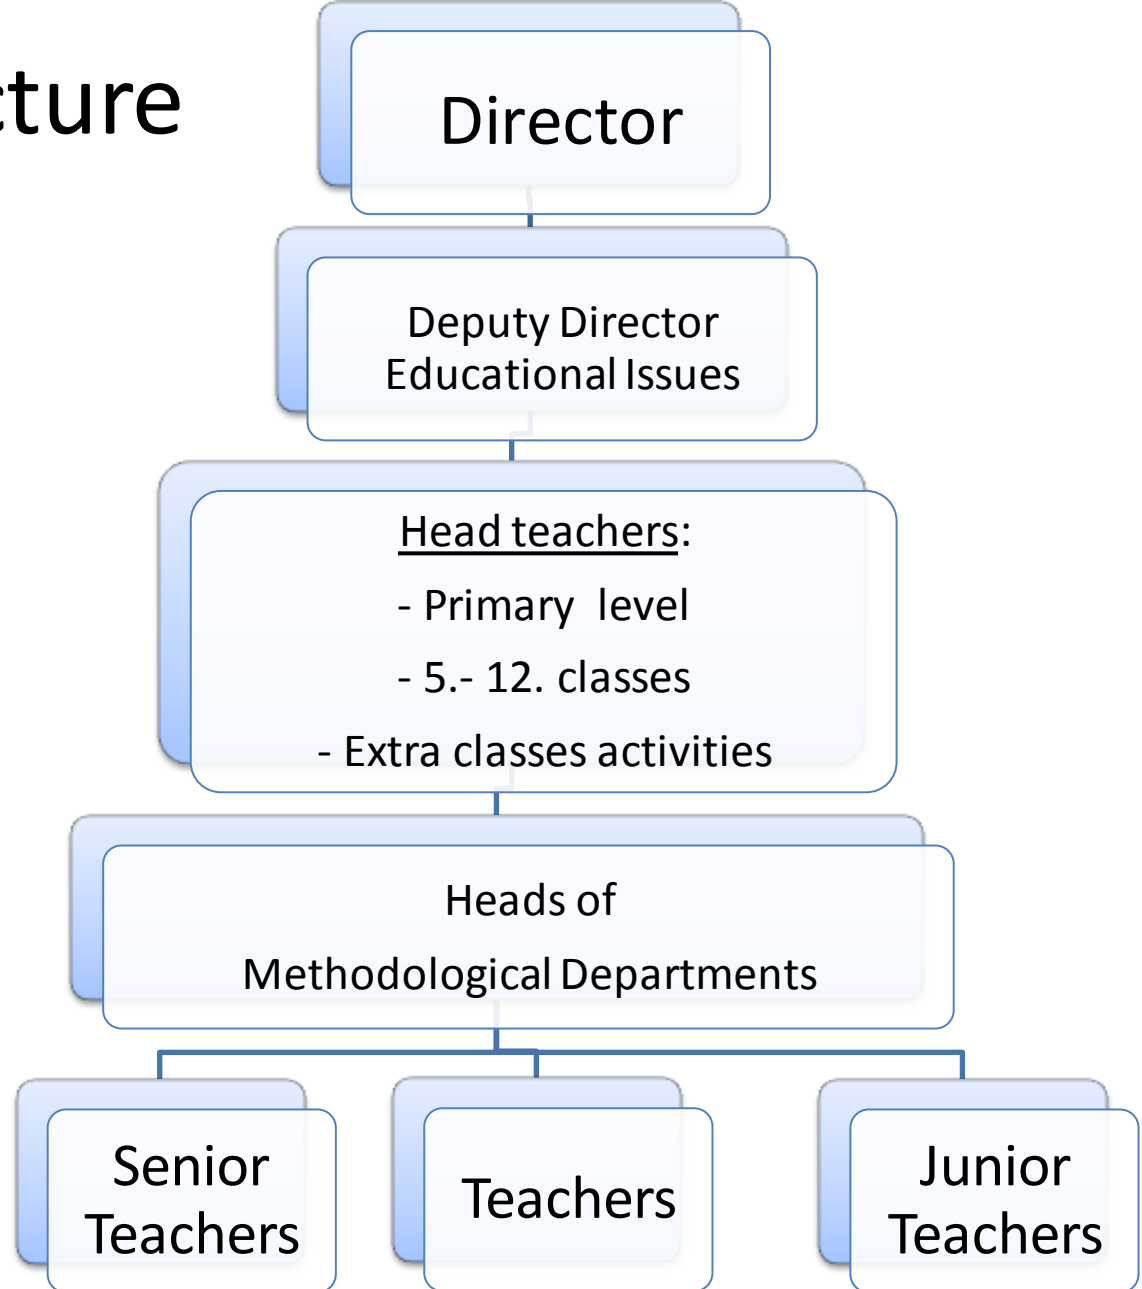 cture
Director
Deputy Director
Educational Issues
Head teachers:
- Primary level
- 5.- 12. classes
- Extra classes activities
Heads of
Methodological Departments
Senior
Teachers
Teachers
Junior
Teachers